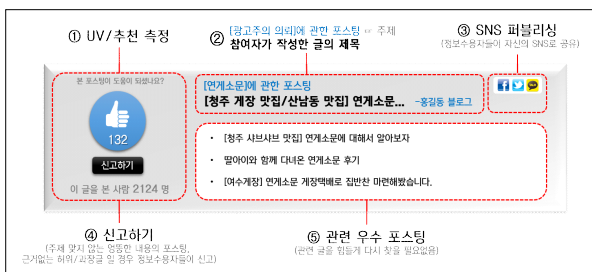 ① UV/추천 측정
[광고주의 의뢰]에 관한 포스팅 ← 주제
② 참여자가 작성한 글의 제목
③ SNS 퍼블리싱
(정보수용자들이 자신의 SNS로 공유)
본 포스팅이 도움이 되셨나요?
132
신고하기
이 글을 본 사람 2124 명
[연게소문]에 관한 포스팅
[청주 게장 맛집/산남동 맛집] 연게소문... -홍길동 블로그
• [청주 샤브샤브 맛집] 연게소문에 대해서 알아보자
• 딸아이와 함께 다녀온 연게소문 후기
• [여수게장] 연게소문 게장택배로 집반찬 마련해봤습니다.
④ 신고하기
(주제 맞지 않는 엉뚱한 내용의 포스팅,
근거없는 허위/과장글 일 경우 정보수용자들이 신고)
⑤ 관련 우수 포스팅
(관련 글을 힘들게 다시 찾을 필요없음)